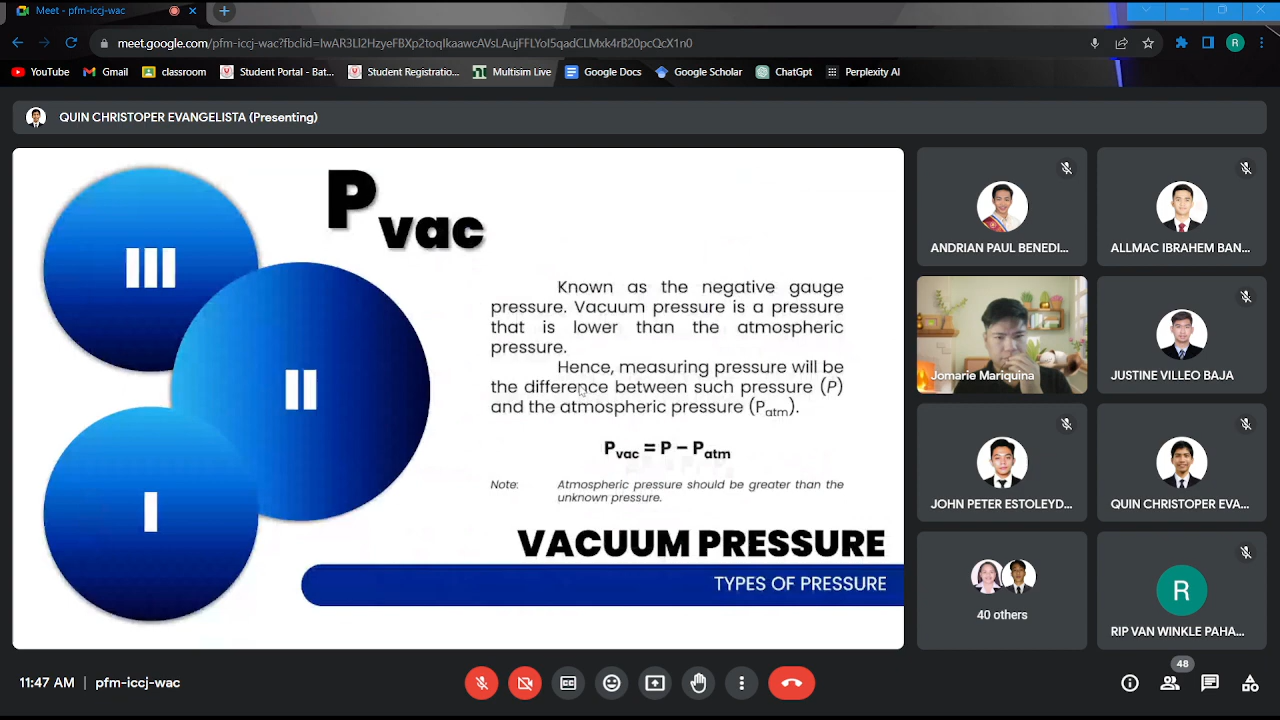 Meet - pfm-iccj-wac
meet.google.com/pfm-iccj-wac?fbclid=IwAR3Ll2HzyeFBXp2toqIkaawcAVsLAujFFLYoI5qadCLMxk4rB20pcQcX1n0
R
YouTube Gmail classroom Student Portal - Bat... Student Registratio... Multisim Live Google Docs Google Scholar ChatGpt Perplexity AI
QUIN CHRISTOPER EVANGELISTA (Presenting)
III
II
I
Pvac
Known as the negative gauge
pressure. Vacuum pressure is a pressure
that is lower than the atmospheric
pressure.
Hence, measuring pressure will be
the difference between such pressure (P)
and the atmospheric pressure (Patm).
Pvac = P – Patm
Note: Atmospheric pressure should be greater than the
unknown pressure.
VACUUM PRESSURE
TYPES OF PRESSURE
ADRIAN PAUL BENEDI...
ALLMAC IBRAHEM BAN...
Jomarie Mariquina
JUSTINE VILLEO BAJA
JOHN PETER ESTOLEYD...
QUIN CHRISTOPER EVA...
40 others
R
RIP VAN WINKLE PAHA...
11:47 AM | pfm-iccj-wac
48